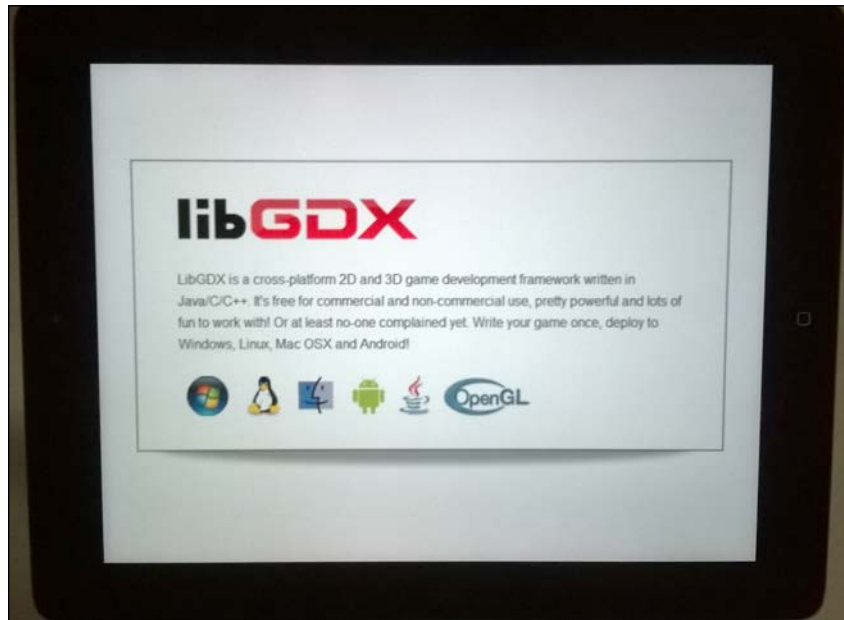 libGDX
LibGDX is a cross-platform 2D and 3D game development framework written in
Java/C/C++. It's free for commercial and non-commercial use, pretty powerful and lots of
fun to work with! Or at least no-one complained yet. Write your game once, deploy to
Windows, Linux, Mac OSX and Android!
OpenGL